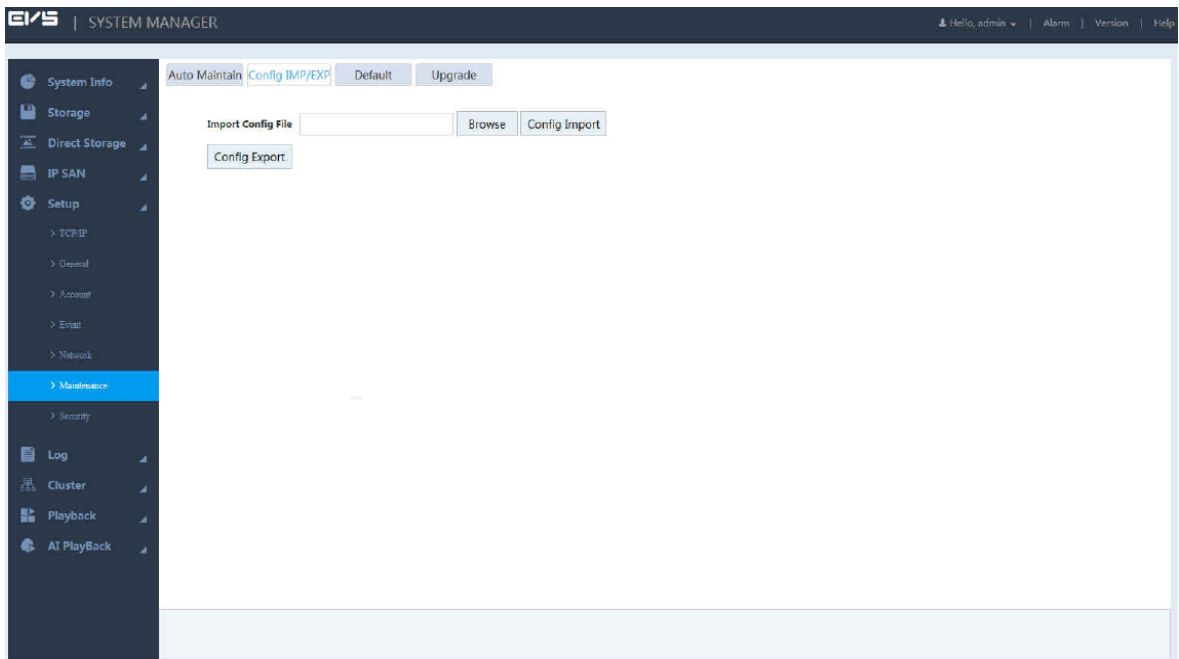 EVS | SYSTEM MANAGER
Hello, admin | Alarm | Version | Help
System Info
Storage
Direct Storage
IP SAN
Setup
> TCP/IP
> General
> Account
> Event
> Network
> Maintenance
> Security
Log
Cluster
Playback
AI PlayBack
Auto Maintain Config IMP/EXP Default Upgrade
Import Config File Browse Config Import
Config Export